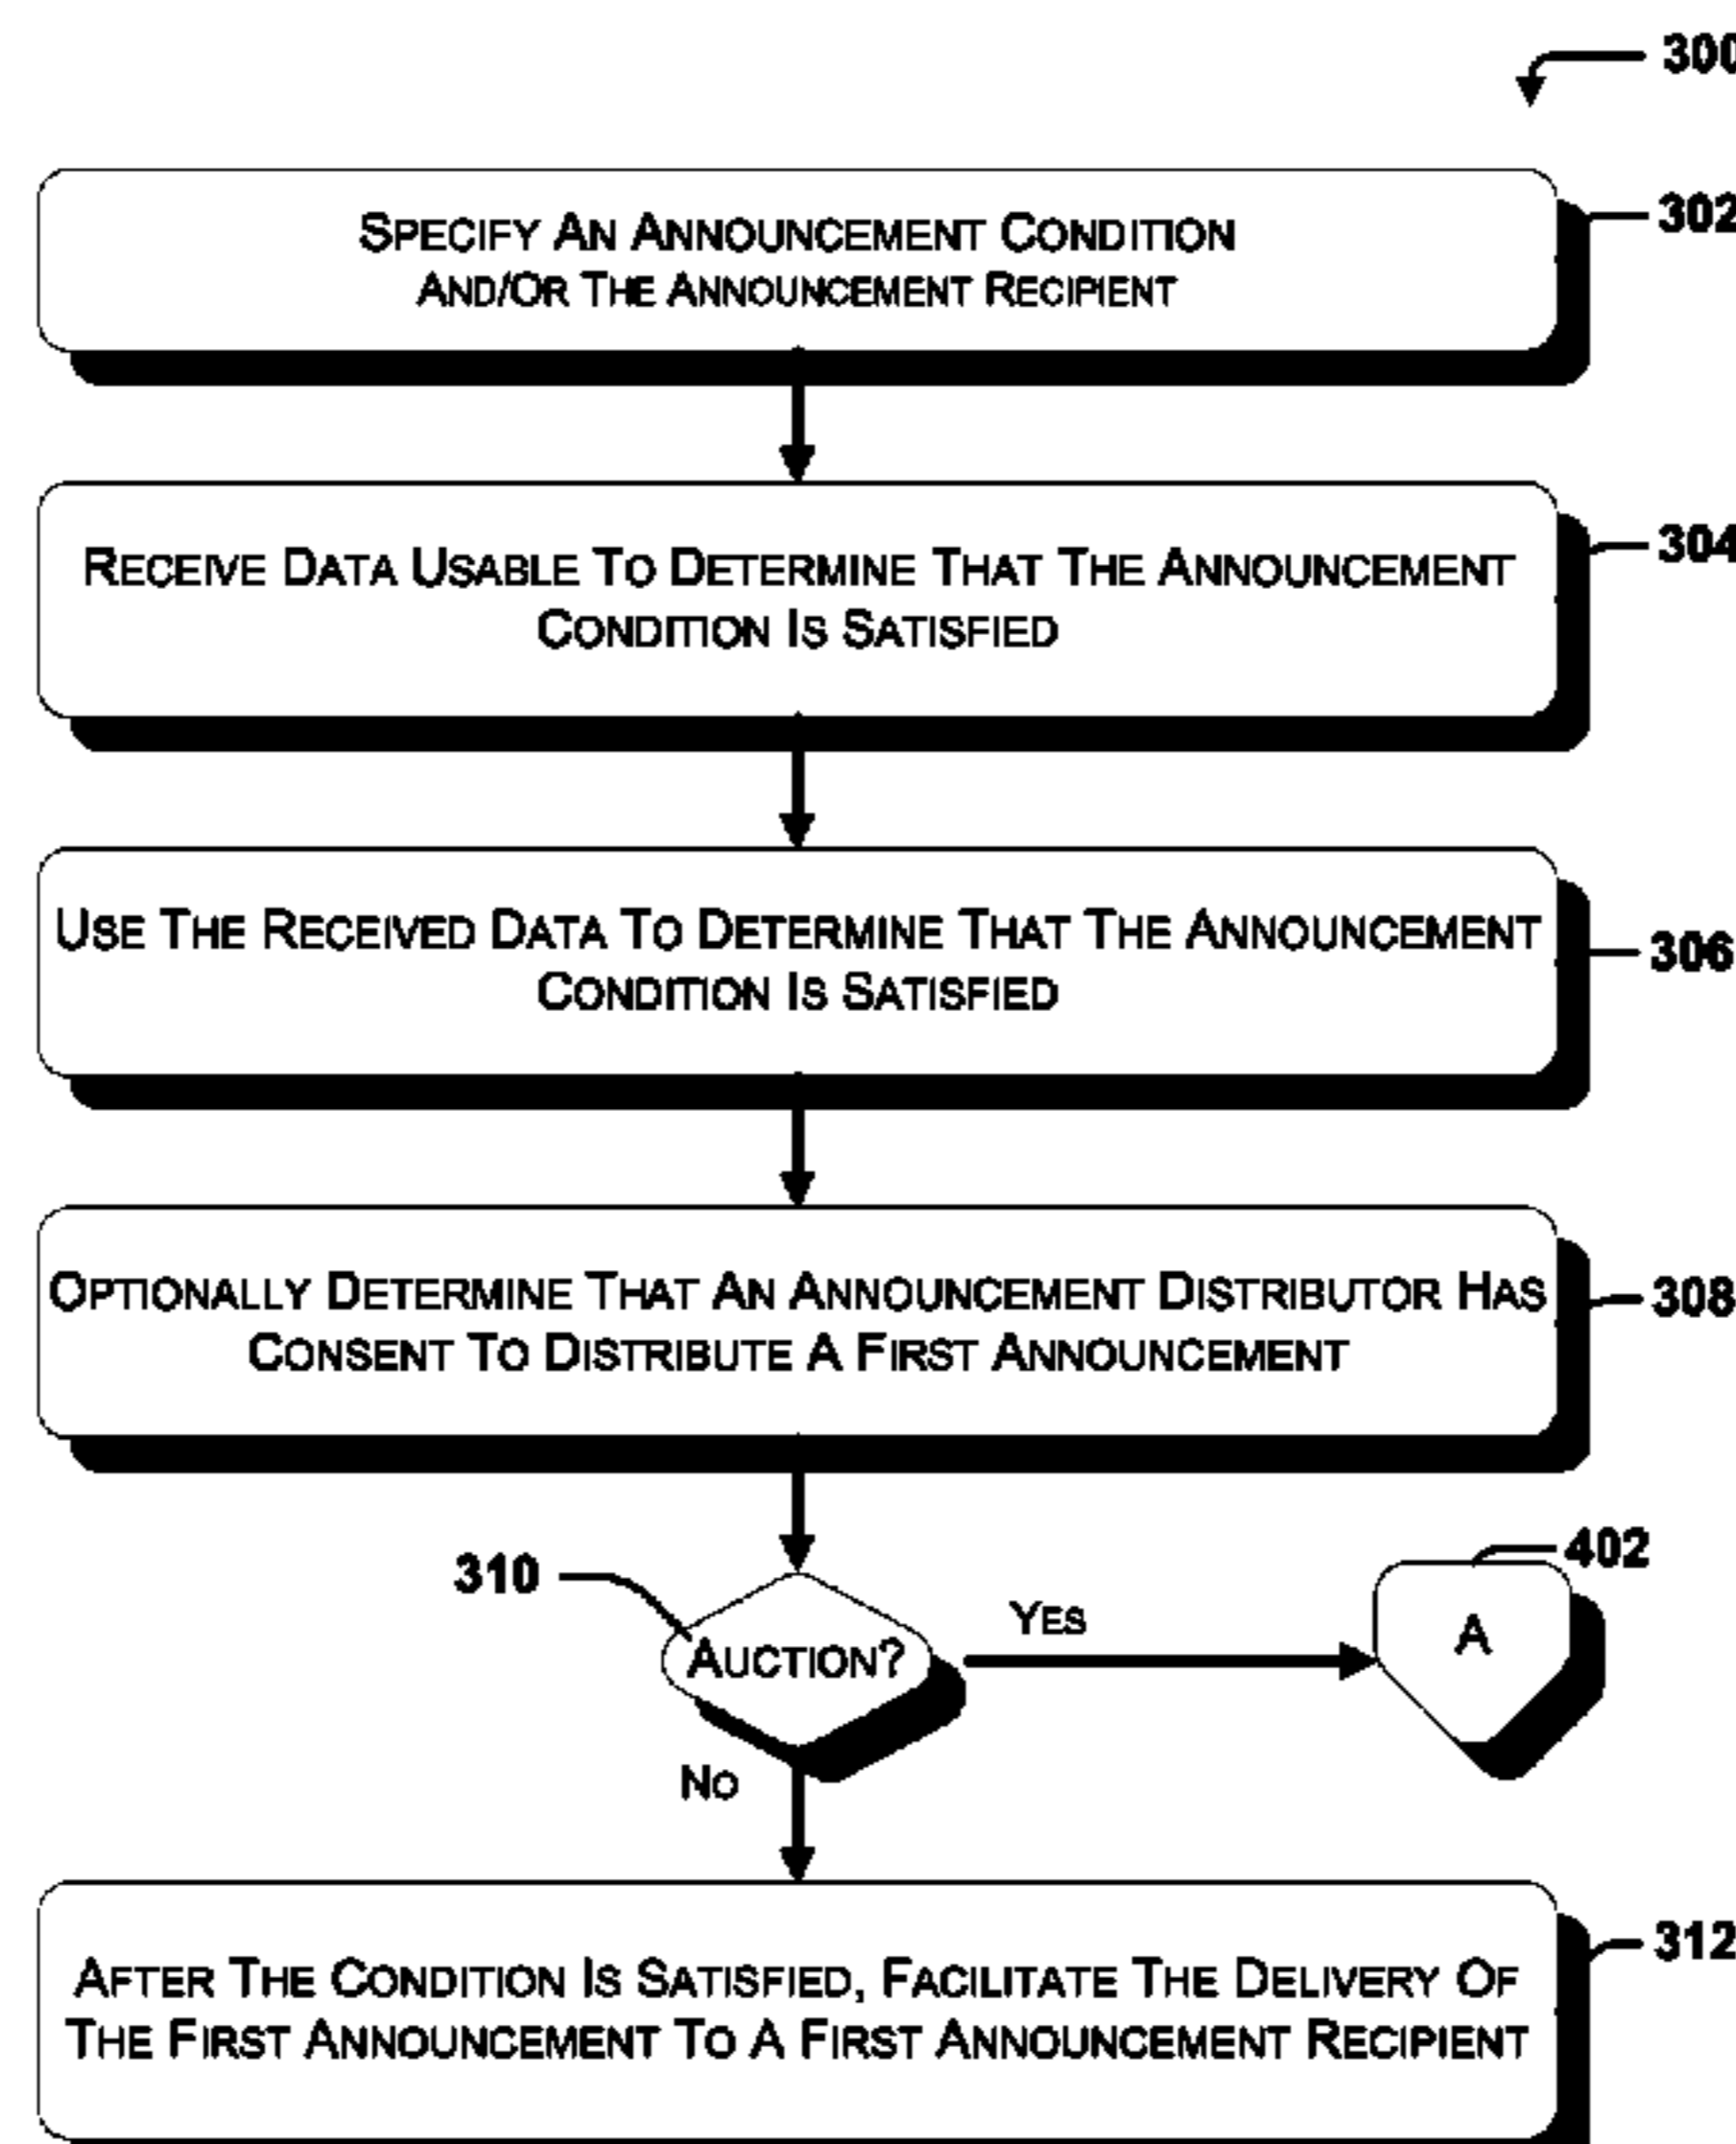 300
SPECIFY AN ANNOUNCEMENT CONDITION
AND/OR THE ANNOUNCEMENT RECIPIENT
302
RECEIVE DATA USABLE TO DETERMINE THAT THE ANNOUNCEMENT
CONDITION IS SATISFIED
304
USE THE RECEIVED DATA TO DETERMINE THAT THE ANNOUNCEMENT
CONDITION IS SATISFIED
306
OPTIONALLY DETERMINE THAT AN ANNOUNCEMENT DISTRIBUTOR HAS
CONSENT TO DISTRIBUTE A FIRST ANNOUNCEMENT
308
310
AUCTION?
YES
402
A
NO
AFTER THE CONDITION IS SATISFIED, FACILITATE THE DELIVERY OF
THE FIRST ANNOUNCEMENT TO A FIRST ANNOUNCEMENT RECIPIENT
312